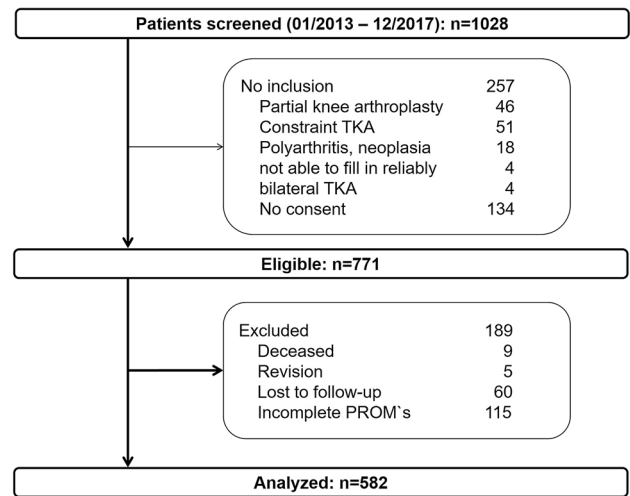 Patients screened (01/2013 – 12/2017): n=1028
No inclusion 257
Partial knee arthroplasty 46
Constraint TKA 51
Polyarthritis, neoplasia 18
not able to fill in reliably 4
bilateral TKA 4
No consent 134
Eligible: n=771
Excluded 189
Deceased 9
Revision 5
Lost to follow-up 60
Incomplete PROM`s 115
Analyzed: n=582